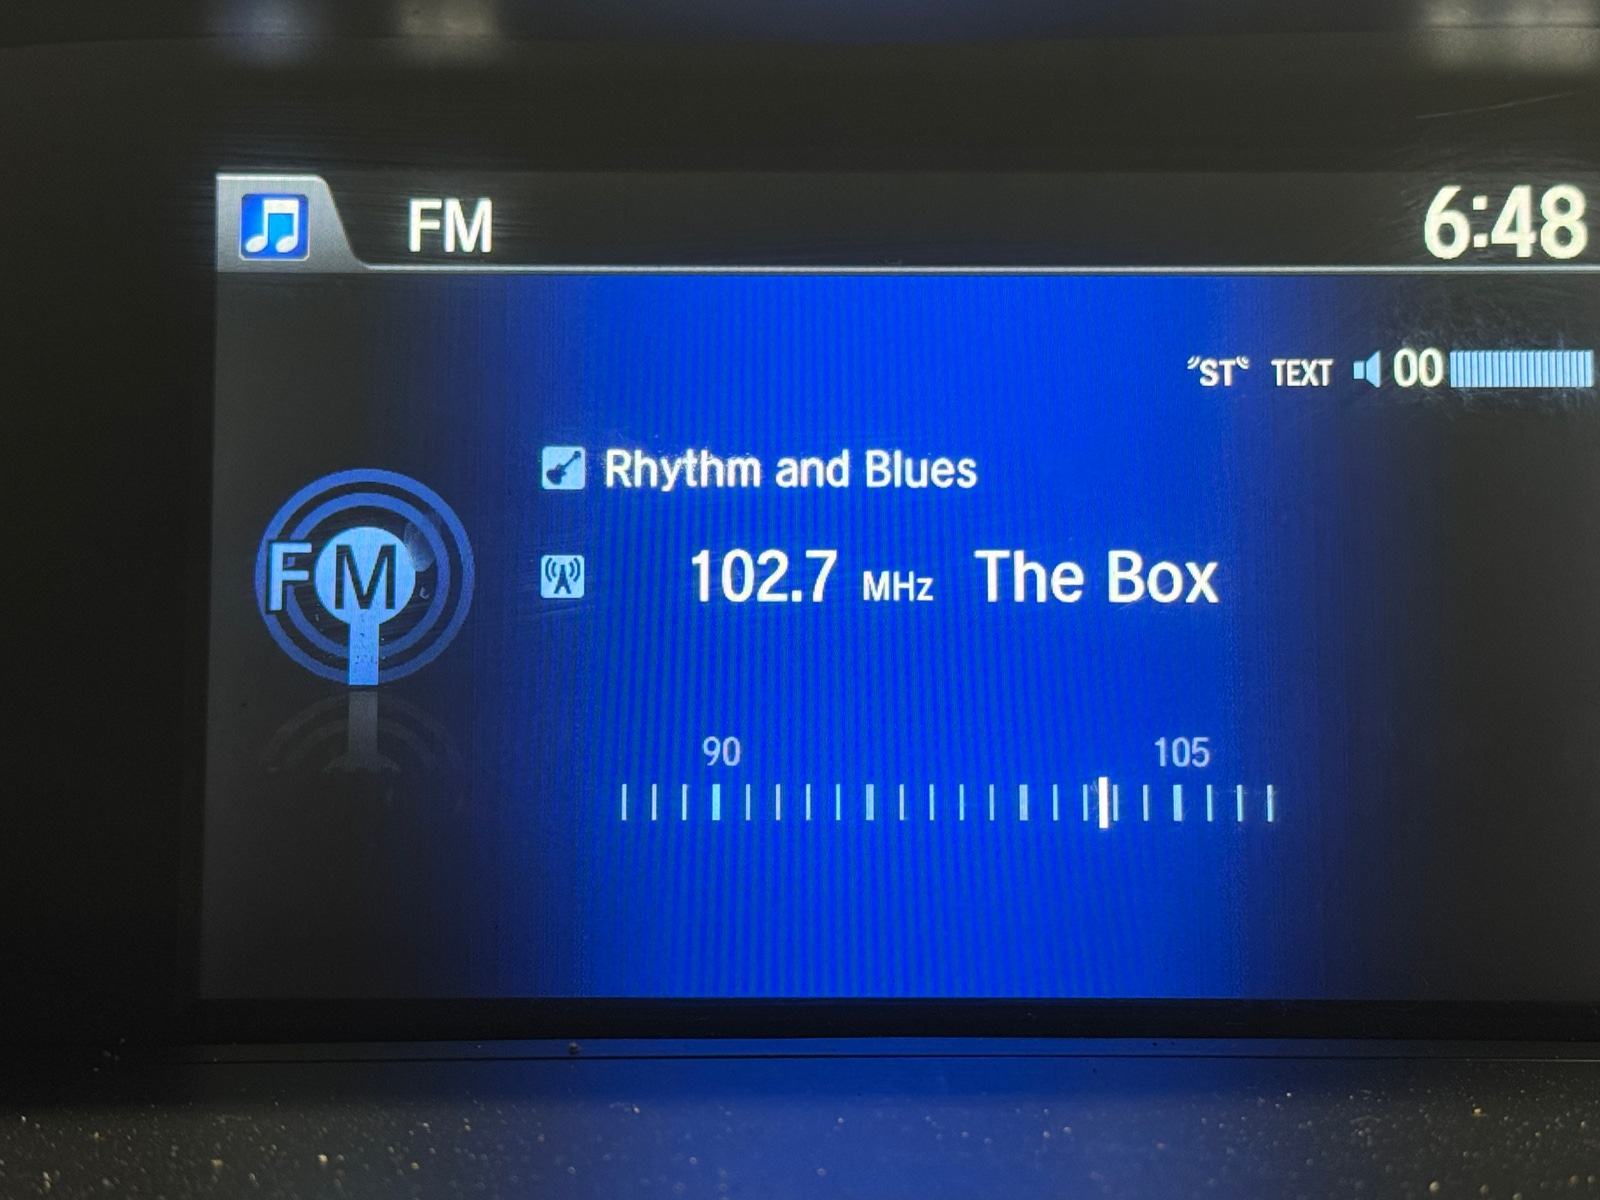 FM
6:48
"ST" TEXT 00
Rhythm and Blues
FM
102.7 MHz The Box
90 105